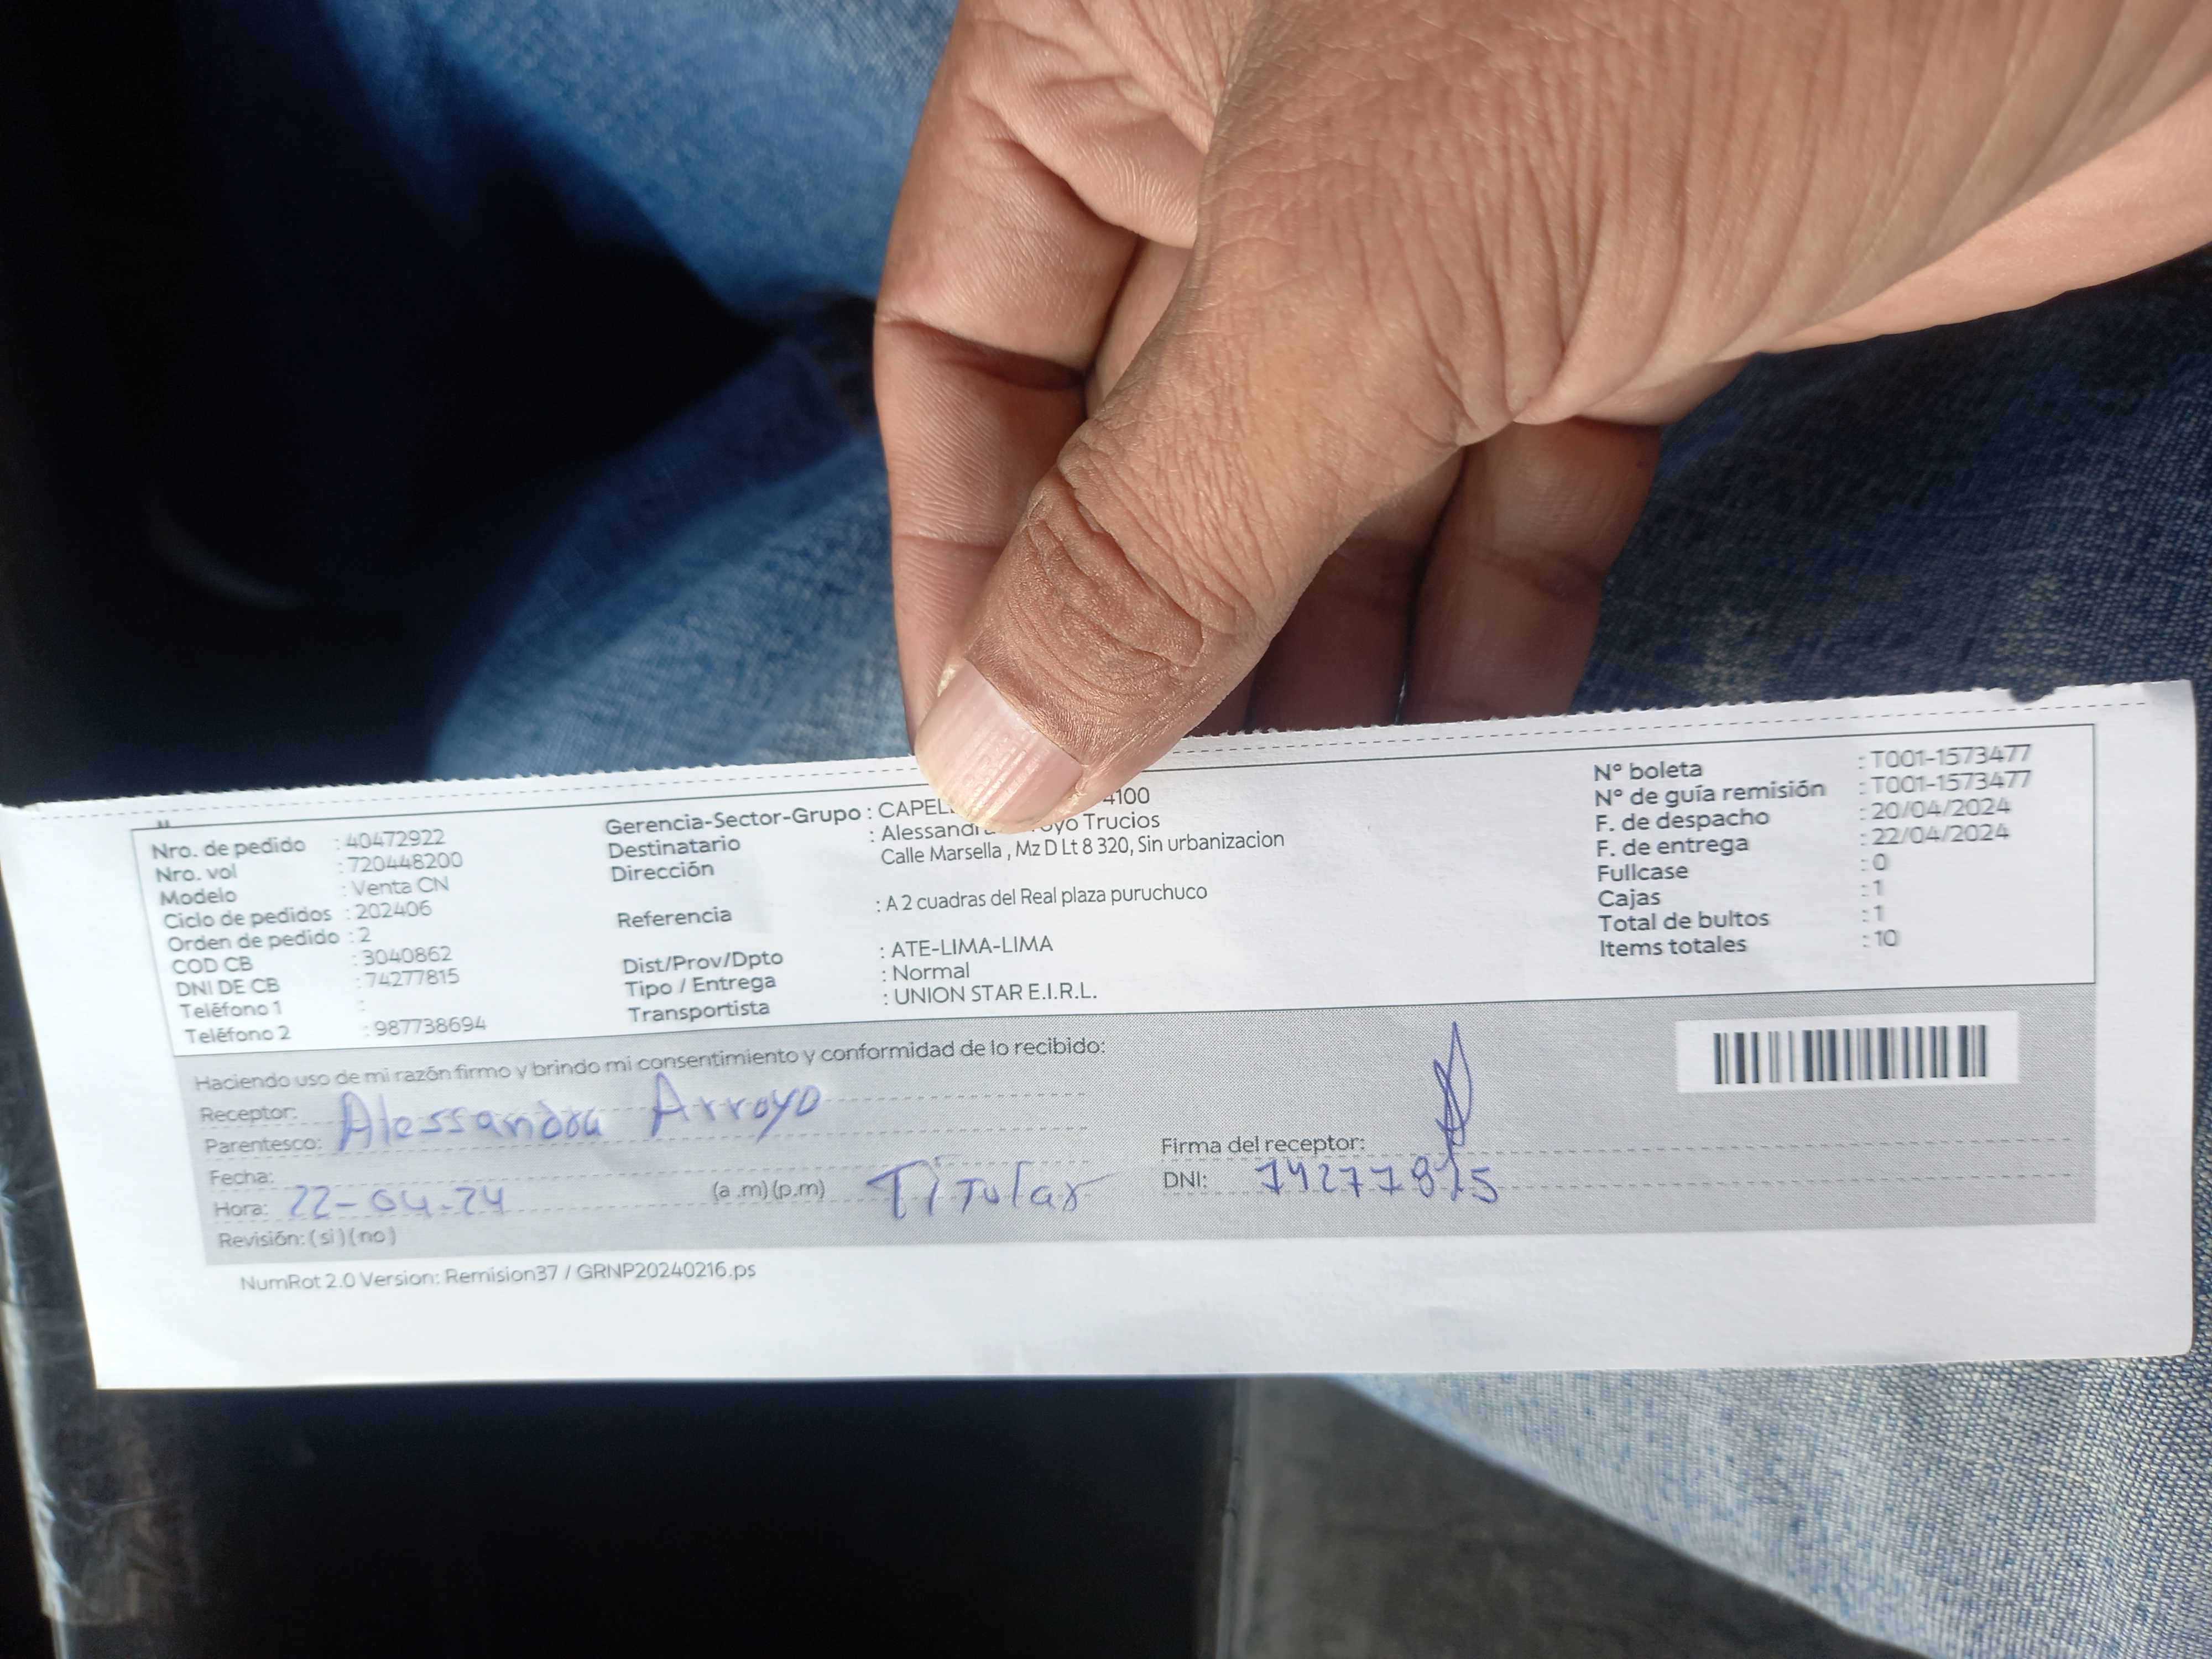 Nro. de pedido : 40472922
Nro. vol : 720448200
Modelo : Venta CN
Ciclo de pedidos : 202406
Orden de pedido : 2
COD CB : 3040862
DNI DE CB : 74277815
Teléfono 1 :
Teléfono 2 : 987738694
Gerencia-Sector-Grupo : CAPEL 4100
Destinatario : Alessandra Trucios
Dirección Calle Marsella , Mz D Lt 8 320, Sin urbanizacion
Referencia : A 2 cuadras del Real plaza puruchuco
Dist/Prov/Dpto : ATE-LIMA-LIMA
Tipo / Entrega : Normal
Transportista : UNION STAR E.I.R.L.
N° boleta : T001-1573477
N° de guía remisión : T001-1573477
F. de despacho : 20/04/2024
F. de entrega : 22/04/2024
Fullcase : 0
Cajas : 1
Total de bultos : 1
Items totales : 10
Haciendo uso de mi razón firmo y brindo mi consentimiento y conformidad de lo recibido:
Receptor: Alessandra Arroyo
Parentesco:
Fecha:
Hora: 22-04-24 (a .m) (p.m) Titular
Revisión: ( si ) ( no )
Firma del receptor:
DNI: 74277815
NumRot 2.0 Version: Remision37 / GRNP20240216.ps